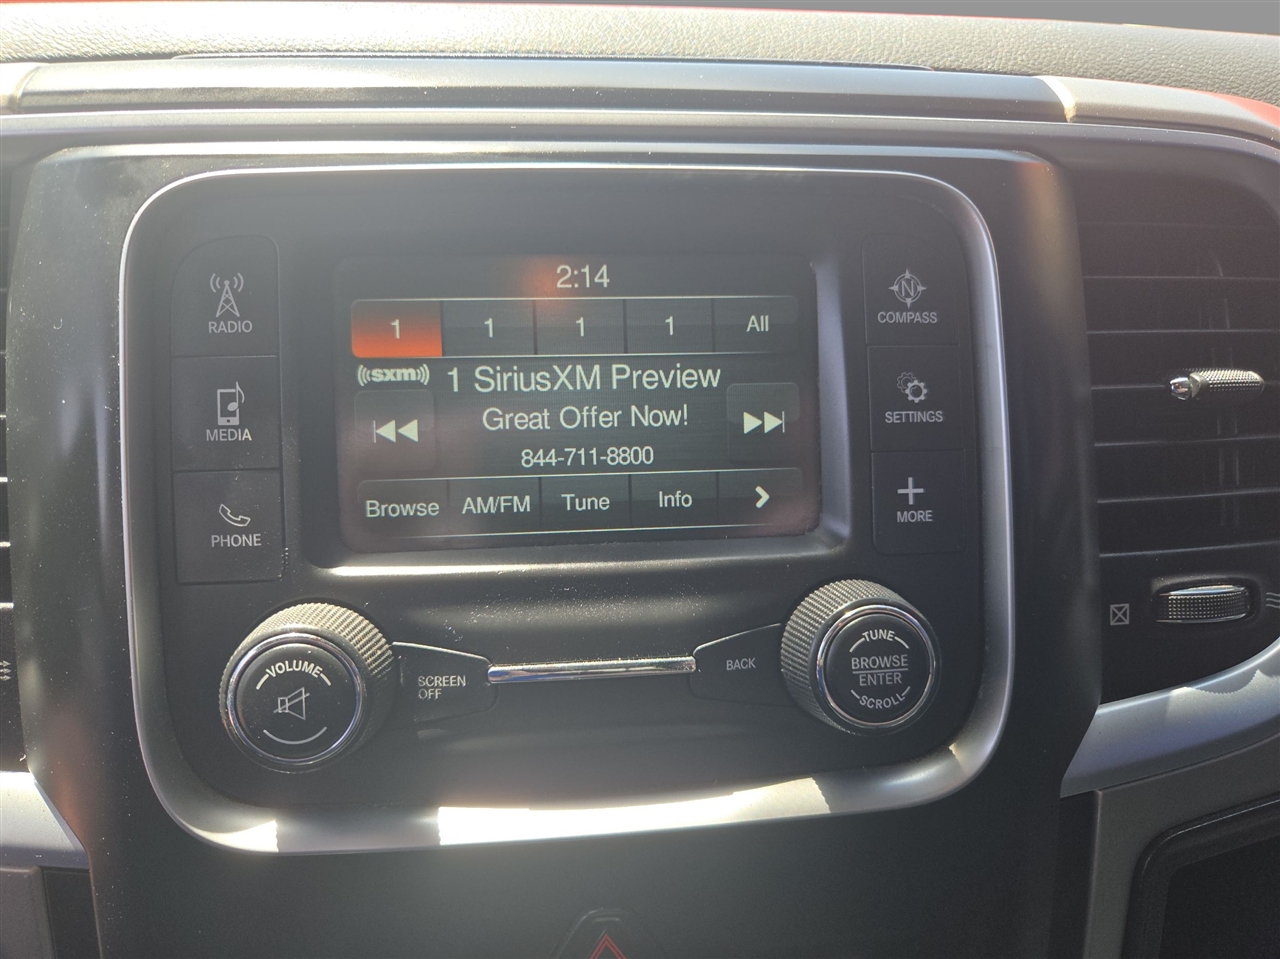 2:14
1 1 1 1 All
((sxm)) 1 SiriusXM Preview
Great Offer Now!
844-711-8800
Browse AM/FM Tune Info
RADIO
MEDIA
PHONE
N
COMPASS
SETTINGS
MORE
VOLUME
SCREEN
OFF
BACK
TUNE
BROWSE
ENTER
SCROLL